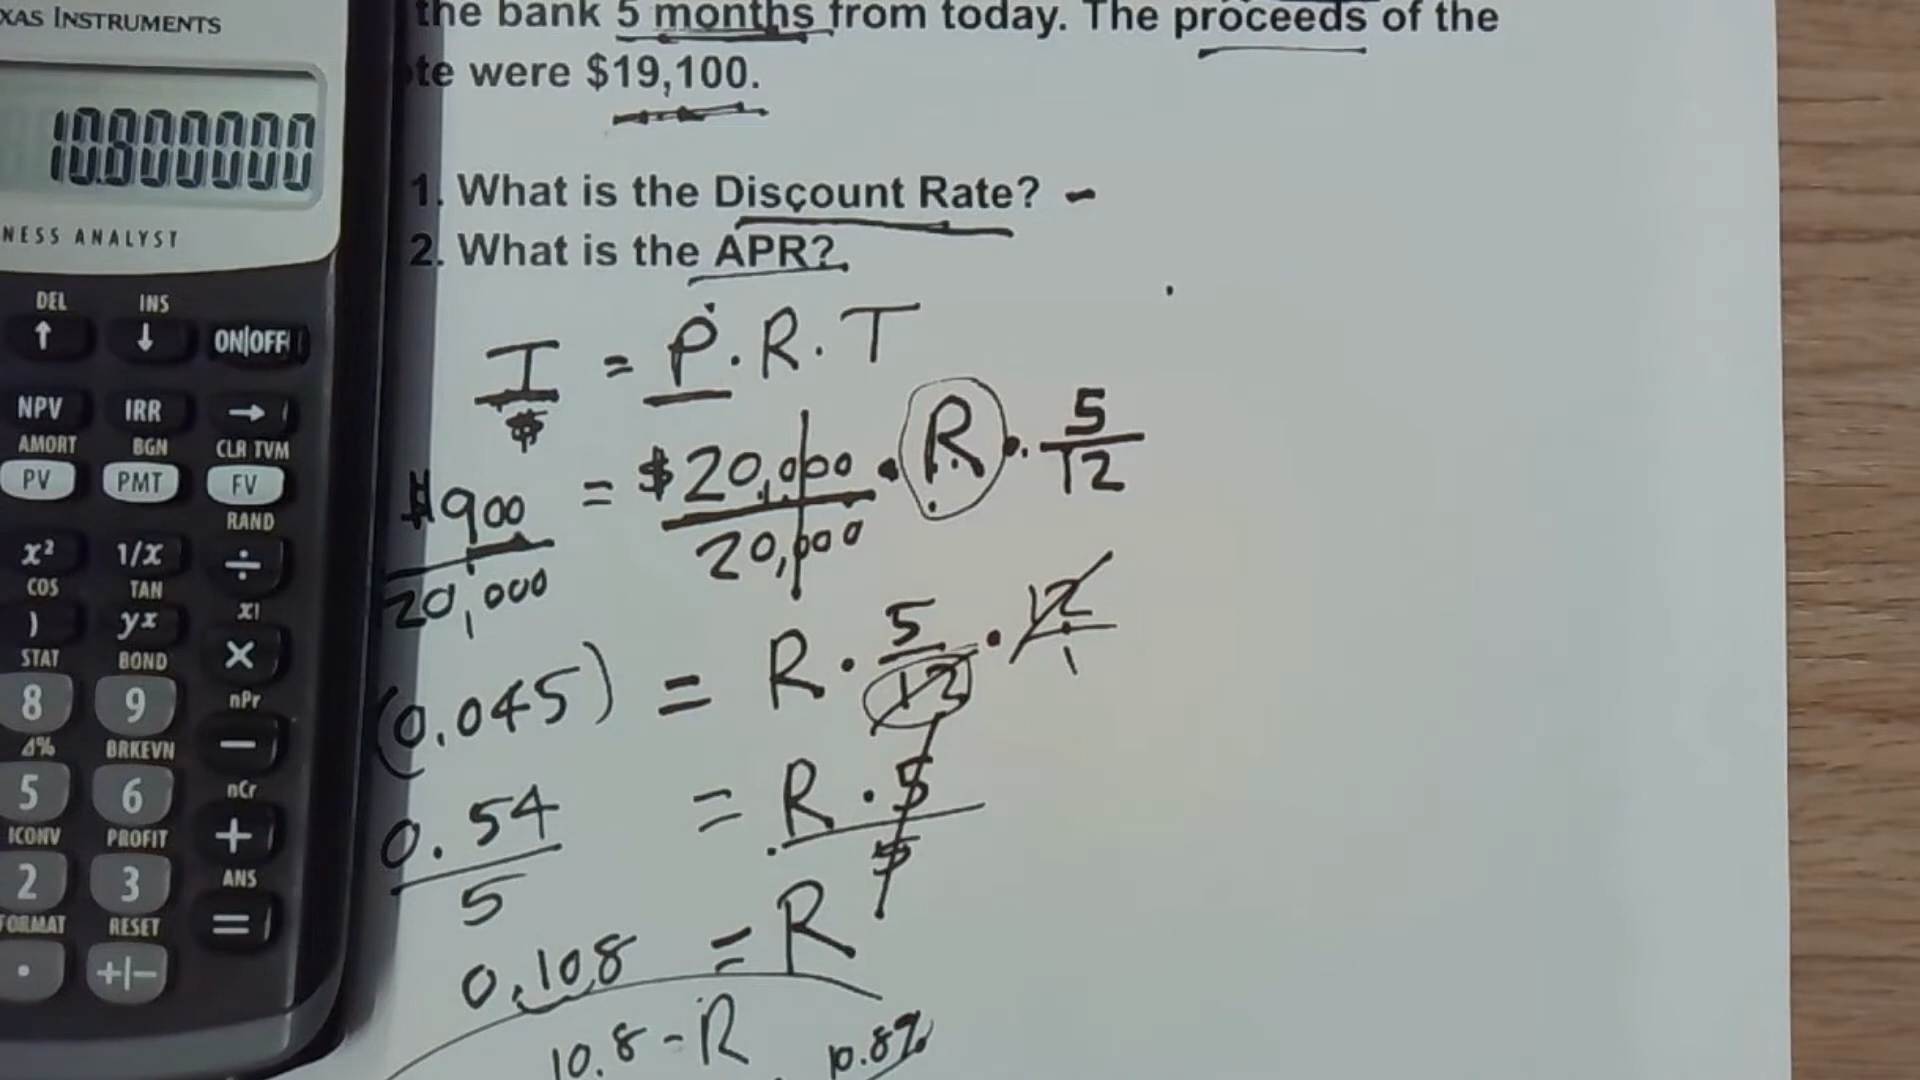 XAS INSTRUMENTS
10.800000
NESS ANALYST
DEL INS
↑ ↓ ON|OFF
NPV IRR →
AMORT BGN CLR TVM
PV PMT FV
RAND
x² 1/x ÷
COS TAN x!
) yx ×
STAT BOND nPr
8 9 −
Δ% BRKEVN nCr
5 6 +
ICONV PROFIT ANS
2 3 =
FORMAT RESET
. +|−
the bank 5 months from today. The proceeds of the
te were $19,100.
1. What is the Discount Rate? -
2. What is the APR?
I = P . R . T
$
$900 = $20,000 . R . 5
20,000 20,000 12
(0.045) = R . 5 . 12
12 1
0.54 = R . 5
5 5
0.108 = R
10.8 - R 10.8%